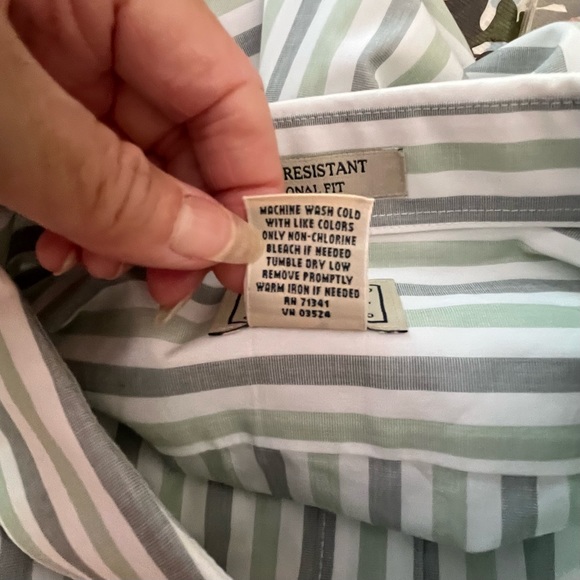 RESISTANT
ONAL FIT
MACHINE WASH COLD
WITH LIKE COLORS
ONLY NON-CHLORINE
BLEACH IF NEEDED
TUMBLE DRY LOW
REMOVE PROMPTLY
WARM IRON IF NEEDED
RN 71341
VN 03524